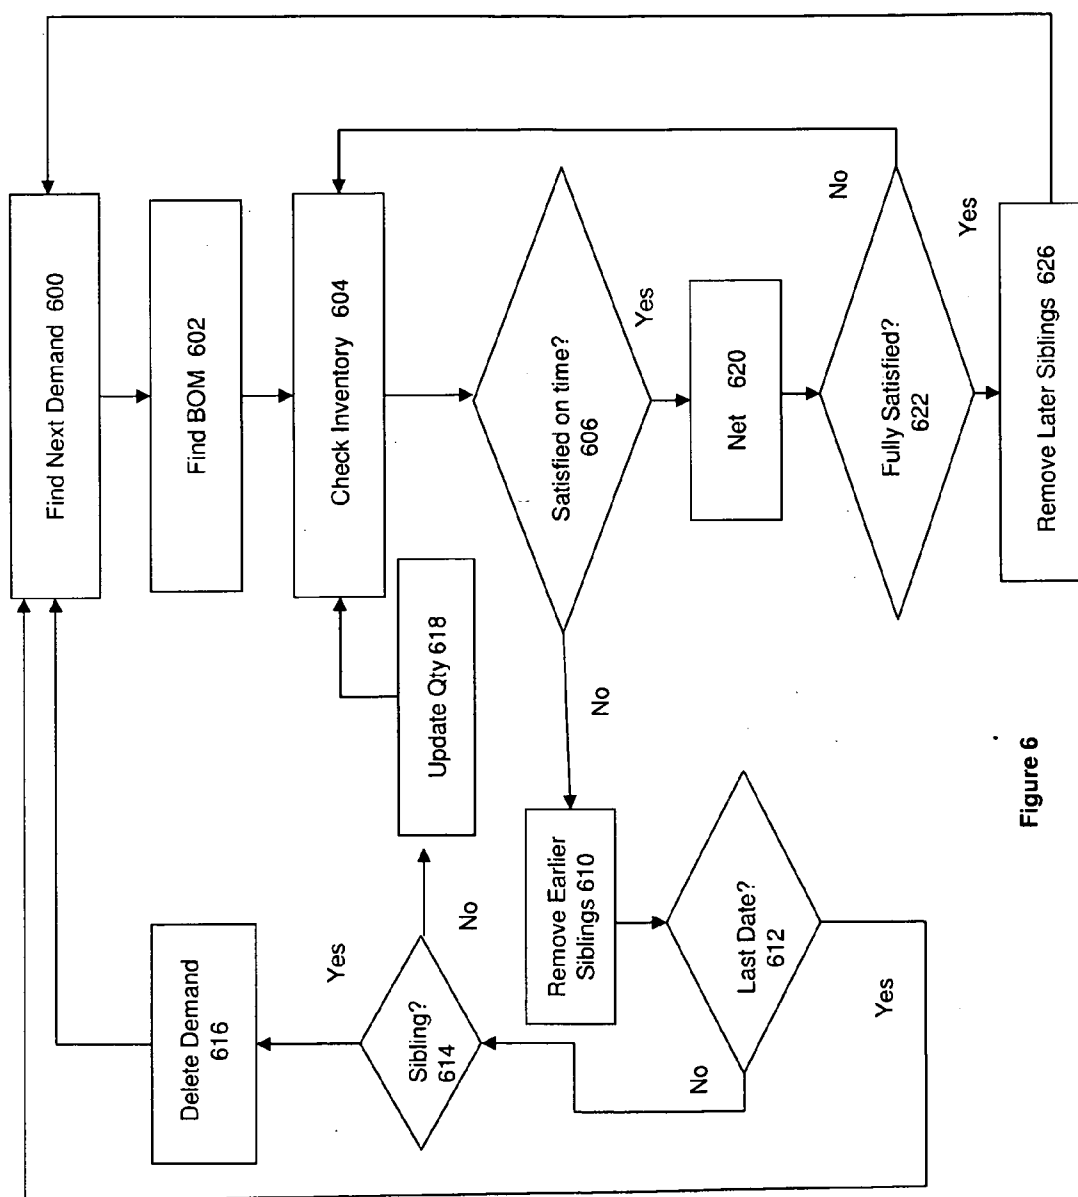 Find Next Demand 600
Find BOM 602
Check Inventory 604
Satisfied on time?
606
Yes
No
Net 620
Fully Satisfied?
622
No
Yes
Remove Later Siblings 626
Update Qty 618
Remove Earlier
Siblings 610
Last Date?
612
Yes
No
Sibling?
614
No
Yes
Delete Demand
616
Figure 6